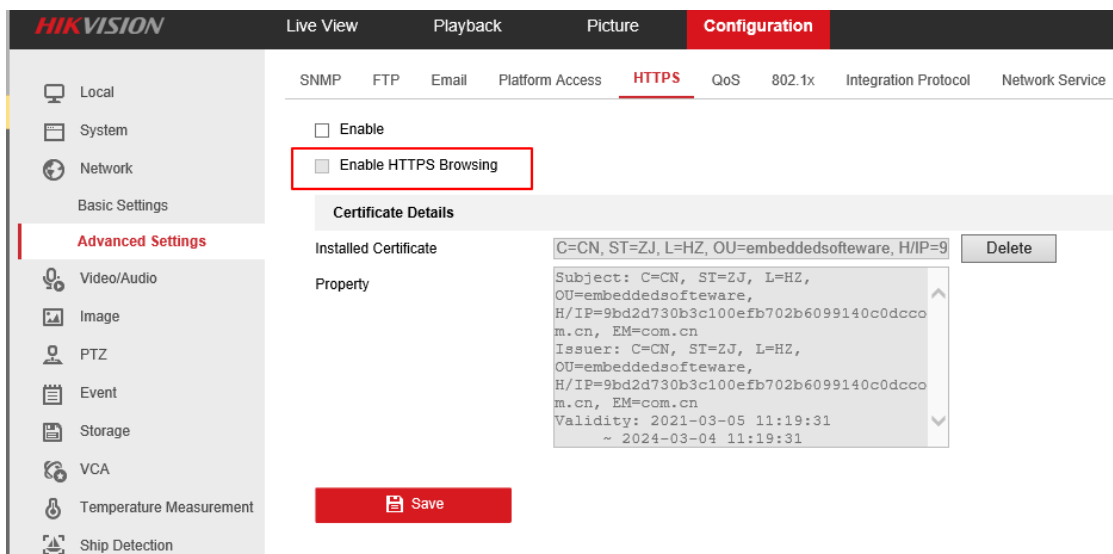 HIKVISION Live View Playback Picture Configuration
SNMP FTP Email Platform Access HTTPS QoS 802.1x Integration Protocol Network Service
Local
System
Network
Basic Settings
Advanced Settings
Video/Audio
Image
PTZ
Event
Storage
VCA
Temperature Measurement
Ship Detection
Enable
Enable HTTPS Browsing
Certificate Details
Installed Certificate C=CN, ST=ZJ, L=HZ, OU=embeddedsofteware, H/IP=9 Delete
Property
Subject: C=CN, ST=ZJ, L=HZ,
OU=embeddedsofteware,
H/IP=9bd2d730b3c100efb702b6099140c0dcco
m.cn, EM=com.cn
Issuer: C=CN, ST=ZJ, L=HZ,
OU=embeddedsofteware,
H/IP=9bd2d730b3c100efb702b6099140c0dcco
m.cn, EM=com.cn
Validity: 2021-03-05 11:19:31
~ 2024-03-04 11:19:31
Save